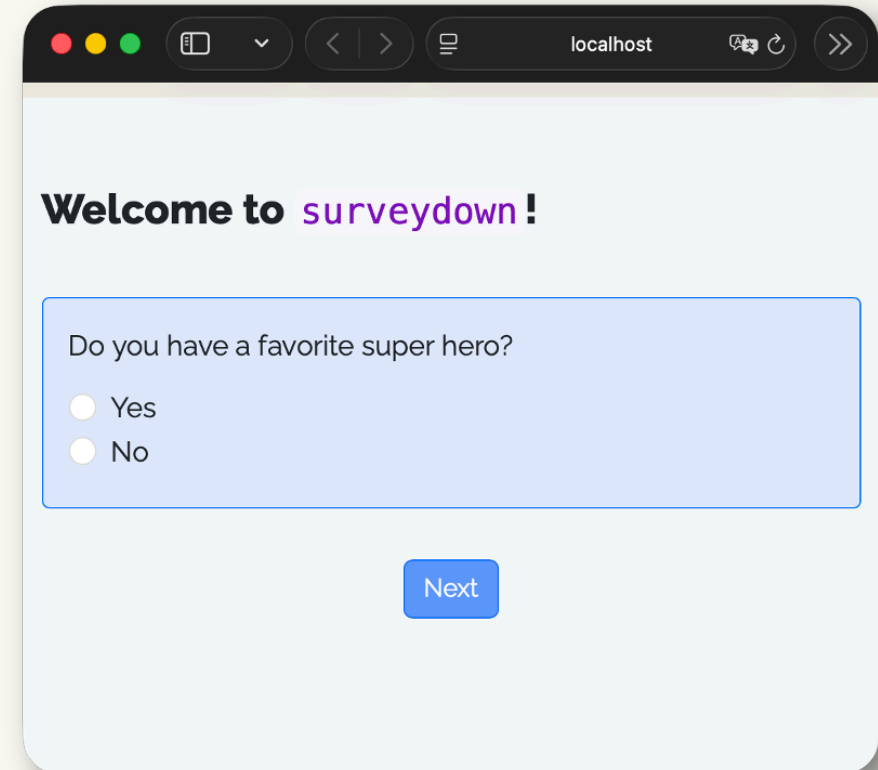 localhost
Welcome to surveydown!
Do you have a favorite super hero?
Yes
No
Next